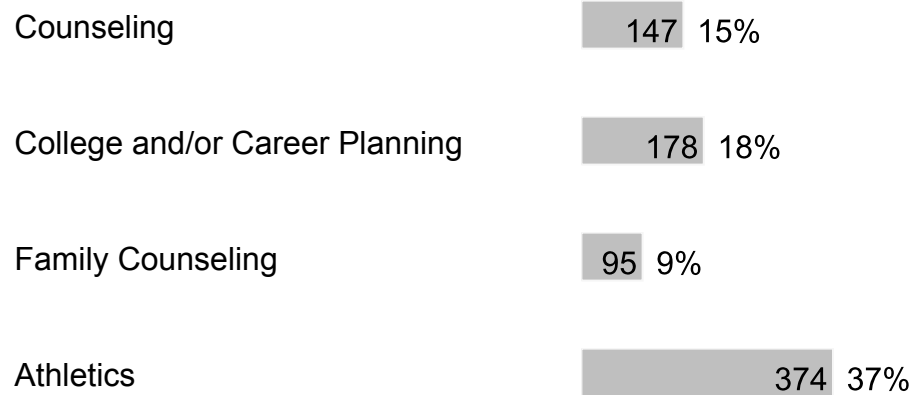 Counseling 147 15%
College and/or Career Planning 178 18%
Family Counseling 95 9%
Athletics 374 37%